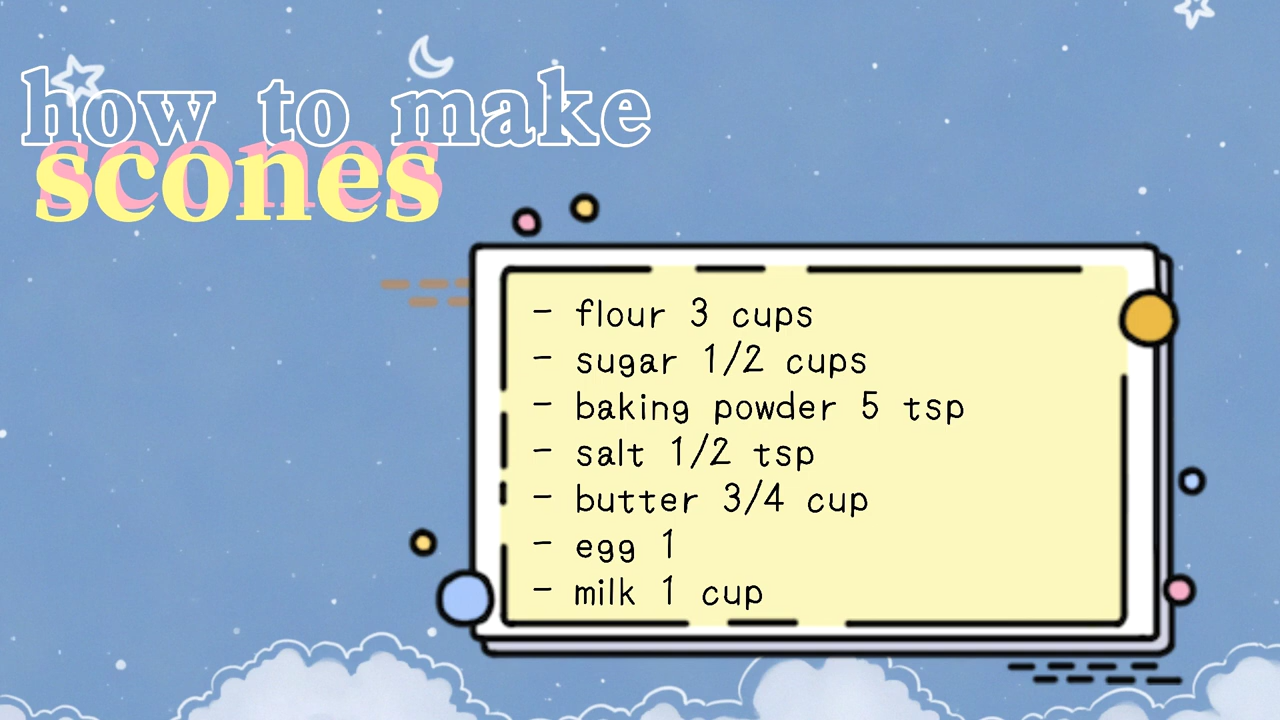 how to make
scones
- flour 3 cups
- sugar 1/2 cups
- baking powder 5 tsp
- salt 1/2 tsp
- butter 3/4 cup
- egg 1
- milk 1 cup